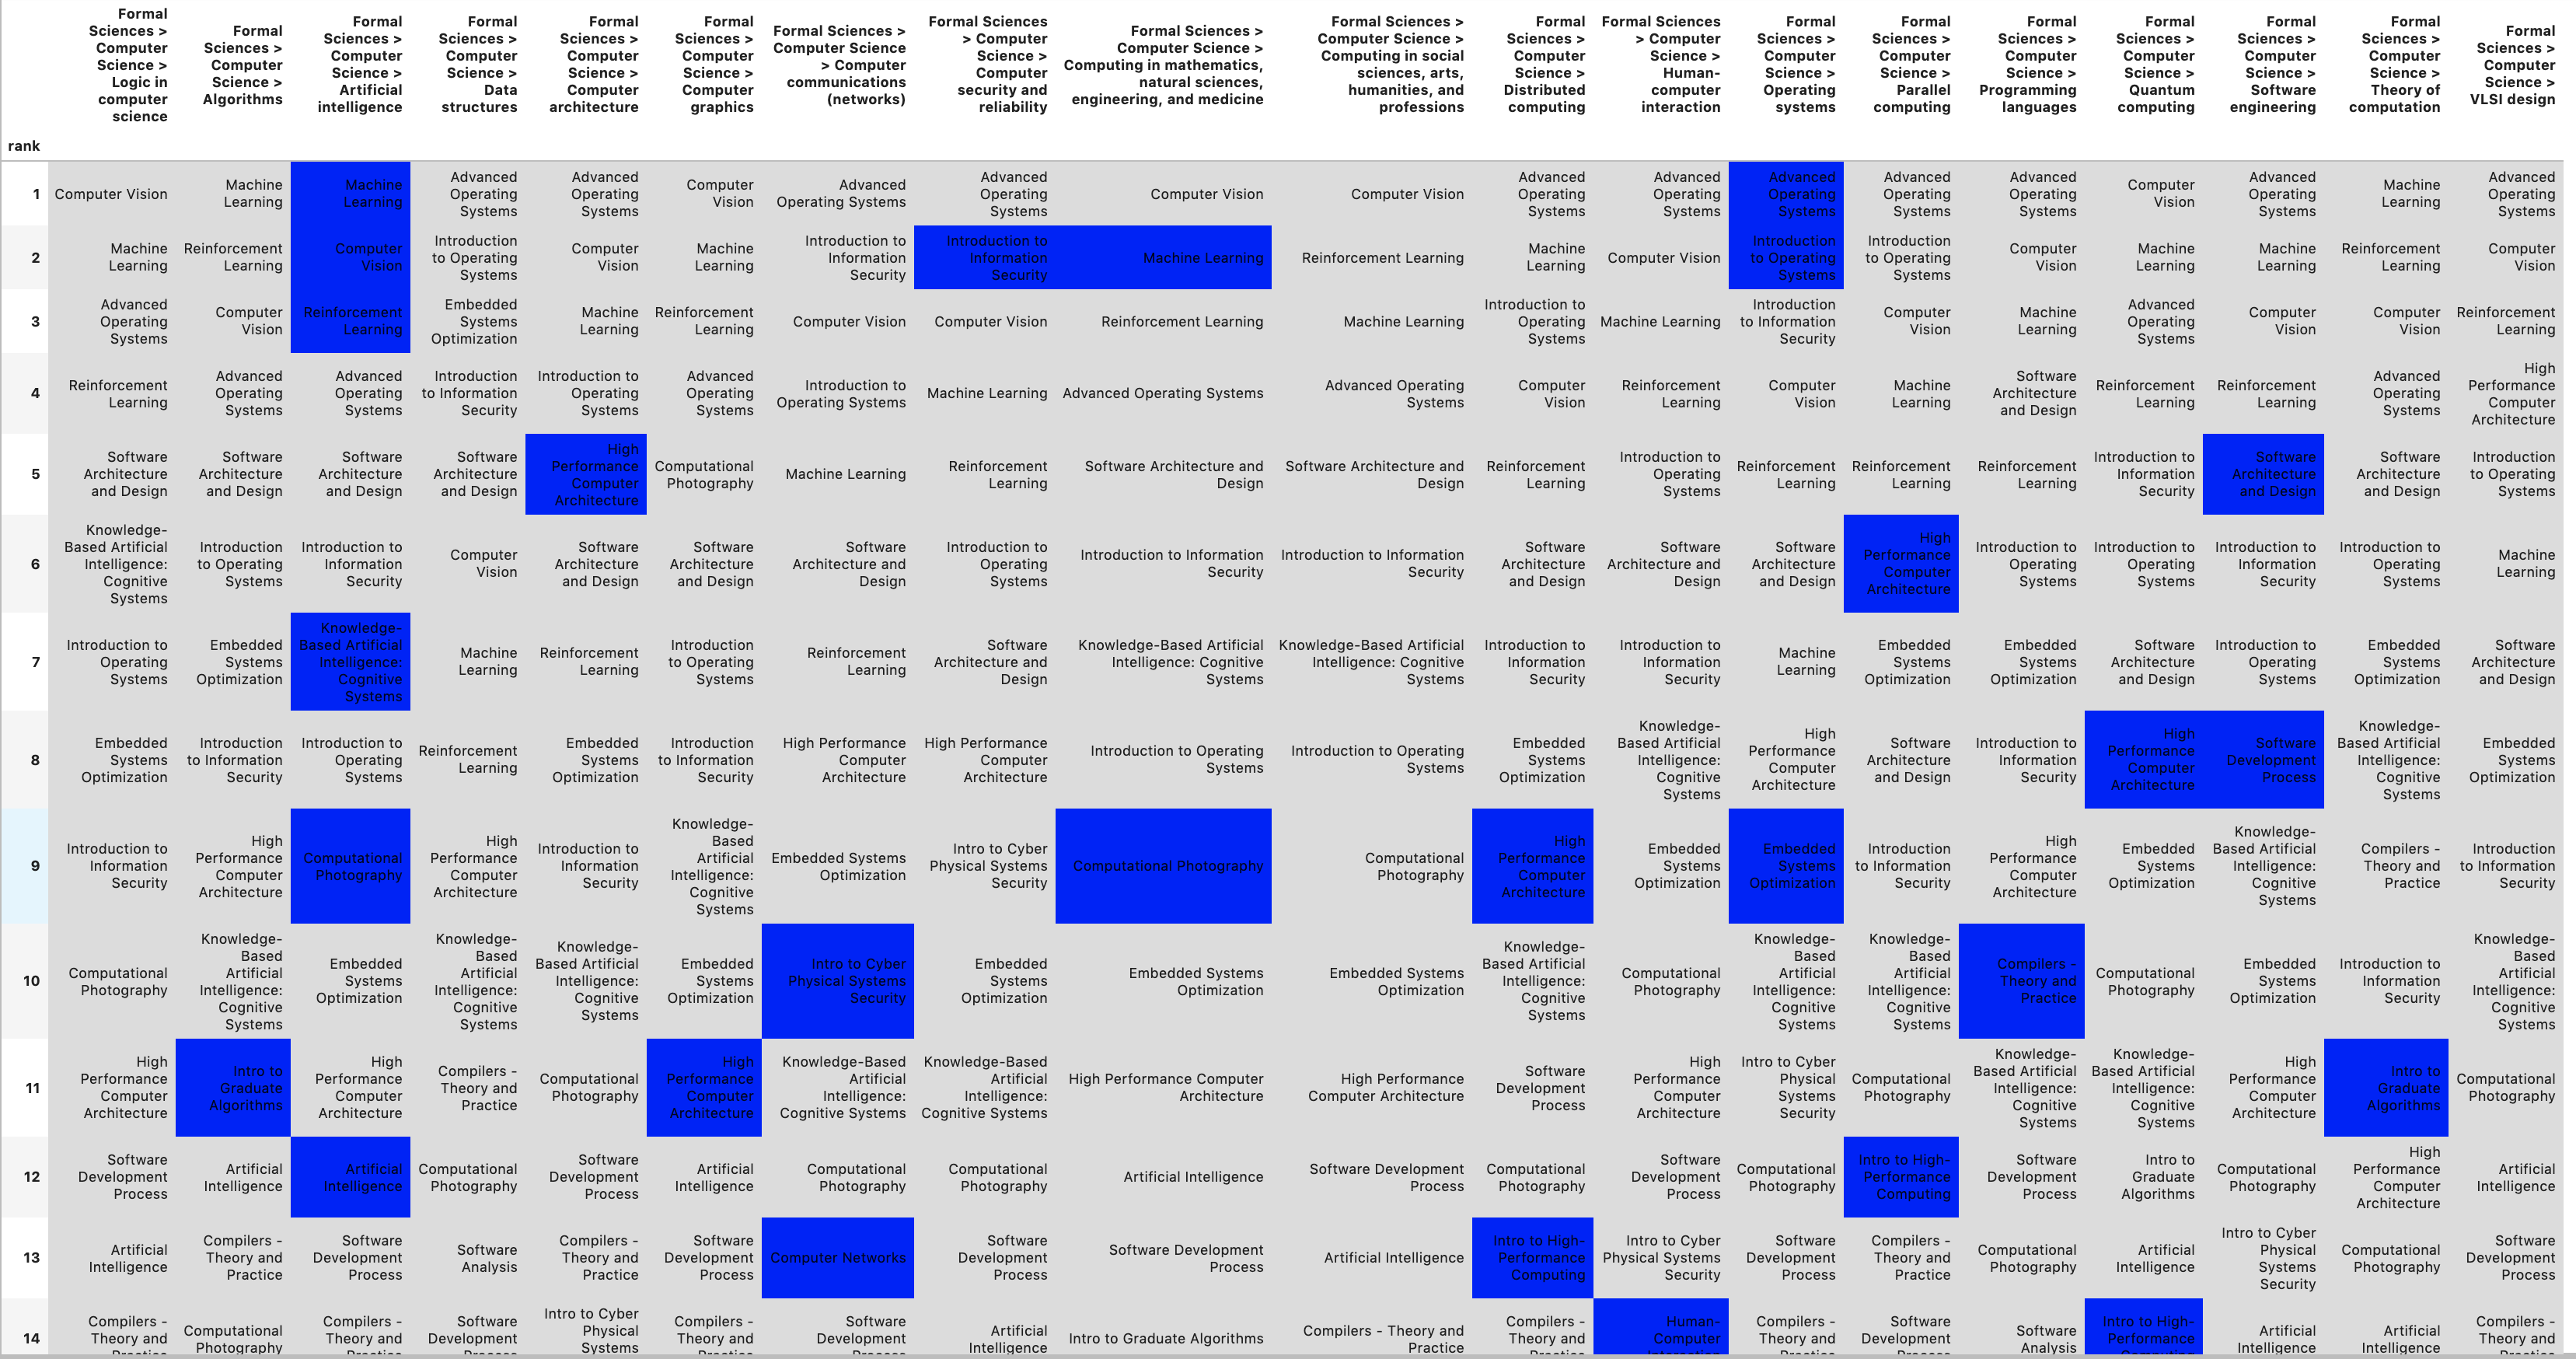 Formal
Sciences >
Computer
Science >
Logic in
computer
science
Formal
Sciences >
Computer
Science >
Algorithms
Formal
Sciences >
Computer
Science >
Artificial
intelligence
Formal
Sciences >
Computer
Science >
Data
structures
Formal
Sciences >
Computer
Science >
Computer
architecture
Formal
Sciences >
Computer
Science >
Computer
graphics
Formal Sciences >
Computer Science
> Computer
communications
(networks)
Formal Sciences
> Computer
Science >
Computer
security and
reliability
Formal Sciences >
Computer Science >
Computing in mathematics,
natural sciences,
engineering, and medicine
Formal Sciences >
Computer Science >
Computing in social
sciences, arts,
humanities, and
professions
Formal
Sciences >
Computer
Science >
Distributed
computing
Formal Sciences
> Computer
Science >
Human-
computer
interaction
Formal
Sciences >
Computer
Science >
Operating
systems
Formal
Sciences >
Computer
Science >
Parallel
computing
Formal
Sciences >
Computer
Science >
Programming
languages
Formal
Sciences >
Computer
Science >
Quantum
computing
Formal
Sciences >
Computer
Science >
Software
engineering
Formal
Sciences >
Computer
Science >
Theory of
computation
Formal
Sciences >
Computer
Science >
VLSI design
rank
1
Computer Vision
Machine
Learning
Machine
Learning
Advanced
Operating
Systems
Advanced
Operating
Systems
Computer
Vision
Advanced
Operating Systems
Advanced
Operating
Systems
Computer Vision
Computer Vision
Advanced
Operating
Systems
Advanced
Operating
Systems
Advanced
Operating
Systems
Advanced
Operating
Systems
Advanced
Operating
Systems
Computer
Vision
Advanced
Operating
Systems
Machine
Learning
Advanced
Operating
Systems
2
Machine
Learning
Reinforcement
Learning
Computer
Vision
Introduction
to Operating
Systems
Computer
Vision
Machine
Learning
Introduction to
Information
Security
Introduction to
Information
Security
Machine Learning
Reinforcement Learning
Machine
Learning
Computer Vision
Introduction
to Operating
Systems
Introduction
to Operating
Systems
Computer
Vision
Machine
Learning
Machine
Learning
Reinforcement
Learning
Computer
Vision
3
Advanced
Operating
Systems
Computer
Vision
Reinforcement
Learning
Embedded
Systems
Optimization
Machine
Learning
Reinforcement
Learning
Computer Vision
Computer Vision
Reinforcement Learning
Machine Learning
Introduction to
Operating
Systems
Machine Learning
Introduction
to Information
Security
Computer
Vision
Machine
Learning
Advanced
Operating
Systems
Computer
Vision
Computer
Vision
Reinforcement
Learning
4
Reinforcement
Learning
Advanced
Operating
Systems
Advanced
Operating
Systems
Introduction
to Information
Security
Introduction to
Operating
Systems
Advanced
Operating
Systems
Introduction to
Operating Systems
Machine Learning
Advanced Operating Systems
Advanced Operating
Systems
Computer
Vision
Reinforcement
Learning
Computer
Vision
Machine
Learning
Software
Architecture
and Design
Reinforcement
Learning
Reinforcement
Learning
Advanced
Operating
Systems
High
Performance
Computer
Architecture
5
Software
Architecture
and Design
Software
Architecture
and Design
Software
Architecture
and Design
Software
Architecture
and Design
High
Performance
Computer
Architecture
Computational
Photography
Machine Learning
Reinforcement
Learning
Software Architecture and
Design
Software Architecture and
Design
Reinforcement
Learning
Introduction to
Operating
Systems
Reinforcement
Learning
Reinforcement
Learning
Reinforcement
Learning
Introduction to
Information
Security
Software
Architecture
and Design
Software
Architecture
and Design
Introduction
to Operating
Systems
6
Knowledge-
Based Artificial
Intelligence:
Cognitive
Systems
Introduction
to Operating
Systems
Introduction to
Information
Security
Computer
Vision
Software
Architecture
and Design
Software
Architecture
and Design
Software
Architecture and
Design
Introduction to
Operating
Systems
Introduction to Information
Security
Introduction to Information
Security
Software
Architecture
and Design
Software
Architecture and
Design
Software
Architecture
and Design
High
Performance
Computer
Architecture
Introduction to
Operating
Systems
Introduction to
Operating
Systems
Introduction to
Information
Security
Introduction to
Operating
Systems
Machine
Learning
7
Introduction to
Operating
Systems
Embedded
Systems
Optimization
Knowledge-
Based Artificial
Intelligence:
Cognitive
Systems
Machine
Learning
Reinforcement
Learning
Introduction
to Operating
Systems
Reinforcement
Learning
Software
Architecture and
Design
Knowledge-Based Artificial
Intelligence: Cognitive
Systems
Knowledge-Based Artificial
Intelligence: Cognitive
Systems
Introduction to
Information
Security
Introduction to
Information
Security
Machine
Learning
Embedded
Systems
Optimization
Embedded
Systems
Optimization
Software
Architecture
and Design
Introduction to
Operating
Systems
Embedded
Systems
Optimization
Software
Architecture
and Design
8
Embedded
Systems
Optimization
Introduction
to Information
Security
Introduction to
Operating
Systems
Reinforcement
Learning
Embedded
Systems
Optimization
Introduction
to Information
Security
High Performance
Computer
Architecture
High Performance
Computer
Architecture
Introduction to Operating
Systems
Introduction to Operating
Systems
Embedded
Systems
Optimization
Knowledge-
Based Artificial
Intelligence:
Cognitive
Systems
High
Performance
Computer
Architecture
Software
Architecture
and Design
Introduction to
Information
Security
High
Performance
Computer
Architecture
Software
Development
Process
Knowledge-
Based Artificial
Intelligence:
Cognitive
Systems
Embedded
Systems
Optimization
9
Introduction to
Information
Security
High
Performance
Computer
Architecture
Computational
Photography
High
Performance
Computer
Architecture
Introduction to
Information
Security
Knowledge-
Based
Artificial
Intelligence:
Cognitive
Systems
Embedded Systems
Optimization
Intro to Cyber
Physical Systems
Security
Computational Photography
Computational
Photography
High
Performance
Computer
Architecture
Embedded
Systems
Optimization
Embedded
Systems
Optimization
Introduction
to Information
Security
High
Performance
Computer
Architecture
Embedded
Systems
Optimization
Knowledge-
Based Artificial
Intelligence:
Cognitive
Systems
Compilers -
Theory and
Practice
Introduction
to Information
Security
10
Computational
Photography
Knowledge-
Based
Artificial
Intelligence:
Cognitive
Systems
Embedded
Systems
Optimization
Knowledge-
Based
Artificial
Intelligence:
Cognitive
Systems
Knowledge-
Based Artificial
Intelligence:
Cognitive
Systems
Embedded
Systems
Optimization
Intro to Cyber
Physical Systems
Security
Embedded
Systems
Optimization
Embedded Systems
Optimization
Embedded Systems
Optimization
Knowledge-
Based Artificial
Intelligence:
Cognitive
Systems
Computational
Photography
Knowledge-
Based
Artificial
Intelligence:
Cognitive
Systems
Knowledge-
Based
Artificial
Intelligence:
Cognitive
Systems
Compilers -
Theory and
Practice
Computational
Photography
Embedded
Systems
Optimization
Introduction to
Information
Security
Knowledge-
Based
Artificial
Intelligence:
Cognitive
Systems
11
High
Performance
Computer
Architecture
Intro to
Graduate
Algorithms
High
Performance
Computer
Architecture
Compilers -
Theory and
Practice
Computational
Photography
High
Performance
Computer
Architecture
Knowledge-Based
Artificial
Intelligence:
Cognitive Systems
Knowledge-Based
Artificial
Intelligence:
Cognitive Systems
High Performance Computer
Architecture
High Performance
Computer Architecture
Software
Development
Process
High
Performance
Computer
Architecture
Intro to Cyber
Physical
Systems
Security
Computational
Photography
Knowledge-
Based Artificial
Intelligence:
Cognitive
Systems
Knowledge-
Based Artificial
Intelligence:
Cognitive
Systems
High
Performance
Computer
Architecture
Intro to
Graduate
Algorithms
Computational
Photography
12
Software
Development
Process
Artificial
Intelligence
Artificial
Intelligence
Computational
Photography
Software
Development
Process
Artificial
Intelligence
Computational
Photography
Computational
Photography
Artificial Intelligence
Software Development
Process
Computational
Photography
Software
Development
Process
Computational
Photography
Intro to High-
Performance
Computing
Software
Development
Process
Intro to
Graduate
Algorithms
Computational
Photography
High
Performance
Computer
Architecture
Artificial
Intelligence
13
Artificial
Intelligence
Compilers -
Theory and
Practice
Software
Development
Process
Software
Analysis
Compilers -
Theory and
Practice
Software
Development
Process
Computer Networks
Software
Development
Process
Software Development
Process
Artificial Intelligence
Intro to High-
Performance
Computing
Intro to Cyber
Physical Systems
Security
Software
Development
Process
Compilers -
Theory and
Practice
Computational
Photography
Artificial
Intelligence
Intro to Cyber
Physical
Systems
Security
Computational
Photography
Software
Development
Process
14
Compilers -
Theory and
Computational
Photography
Compilers -
Theory and
Software
Development
Intro to Cyber
Physical
Systems
Compilers -
Theory and
Software
Development
Artificial
Intelligence
Intro to Graduate Algorithms
Compilers - Theory and
Practice
Compilers -
Theory and
Human-
Computer
Compilers -
Theory and
Software
Development
Software
Analysis
Intro to High-
Performance
Artificial
Intelligence
Artificial
Intelligence
Compilers -
Theory and